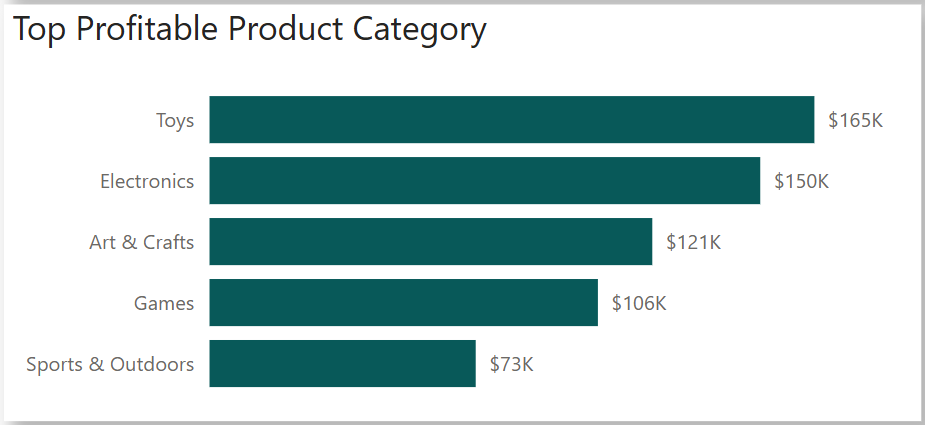 Top Profitable Product Category
Toys $165K
Electronics $150K
Art & Crafts $121K
Games $106K
Sports & Outdoors $73K